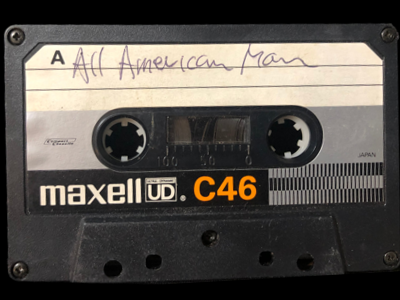 A All American Man
100 50 0
JAPAN
maxell UD C46